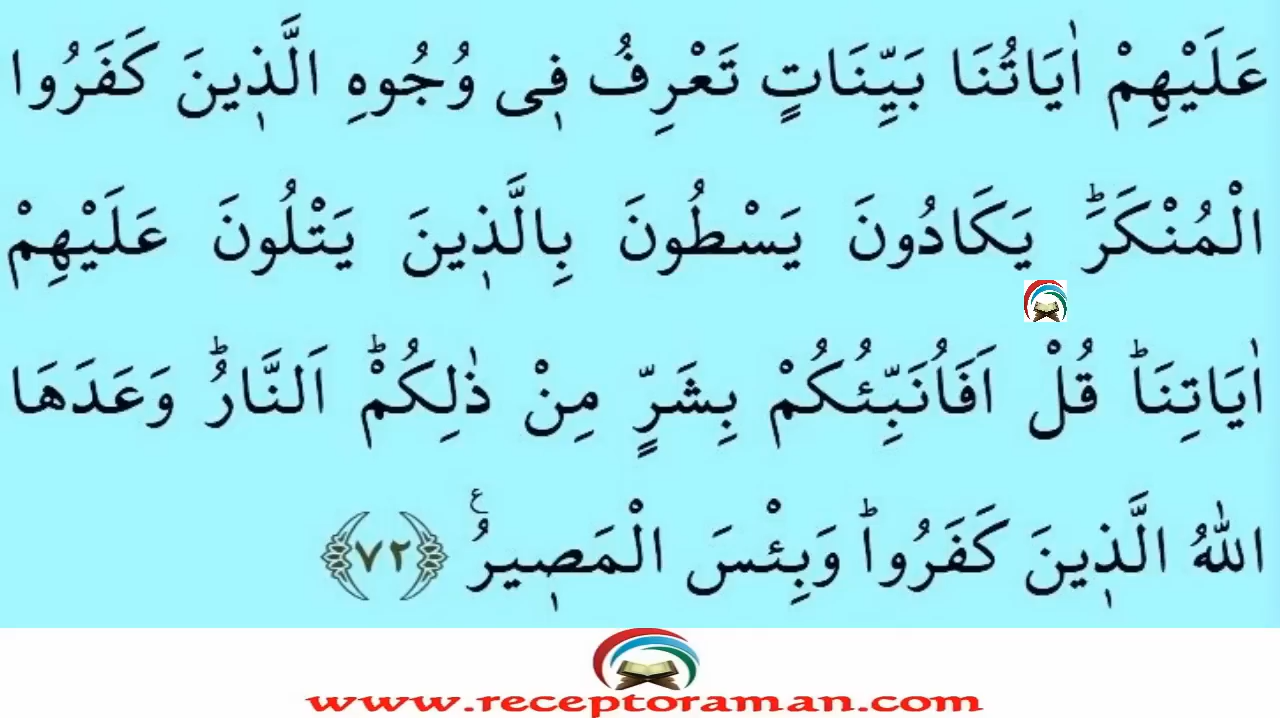 عَلَيْهِمْ اٰيَاتُنَا بَيِّنَاتٍ تَعْرِفُ فٖى وُجُوهِ الَّذٖينَ كَفَرُوا
الْمُنْكَرَؕ يَكَادُونَ يَسْطُونَ بِالَّذٖينَ يَتْلُونَ عَلَيْهِمْ
اٰيَاتِنَاؕ قُلْ اَفَاُنَبِّئُكُمْ بِشَرٍّ مِنْ ذٰلِكُمْؕ اَلنَّارُؕ وَعَدَهَا
اللّٰهُ الَّذٖينَ كَفَرُواؕ وَبِئْسَ الْمَصٖيرُࣖ ﴿٧٢﴾
www.receptoraman.com